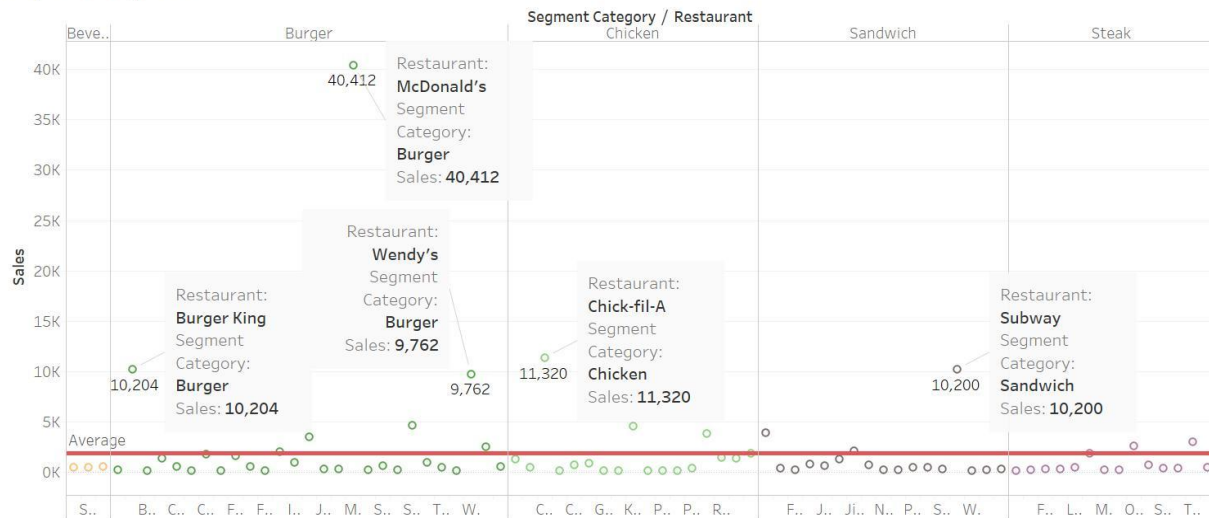 Segment Category / Restaurant
Beve.. Burger Chicken Sandwich Steak
Sales
40K
35K
30K
25K
20K
15K
10K
5K
0K
40,412
Restaurant:
McDonald's
Segment
Category:
Burger
Sales: 40,412
Restaurant:
Wendy's
Segment
Category:
Burger
Sales: 9,762
9,762
Restaurant:
Burger King
Segment
Category:
Burger
Sales: 10,204
10,204
Restaurant:
Chick-fil-A
Segment
Category:
Chicken
Sales: 11,320
11,320
Restaurant:
Subway
Segment
Category:
Sandwich
Sales: 10,200
10,200
Average
S.. B.. C.. C.. F.. F.. I.. J.. M. S.. S.. T.. W. C.. C.. G.. K.. P.. P.. R.. F.. J.. Ji.. N.. P.. S.. W. F.. L.. M. O.. S.. T..